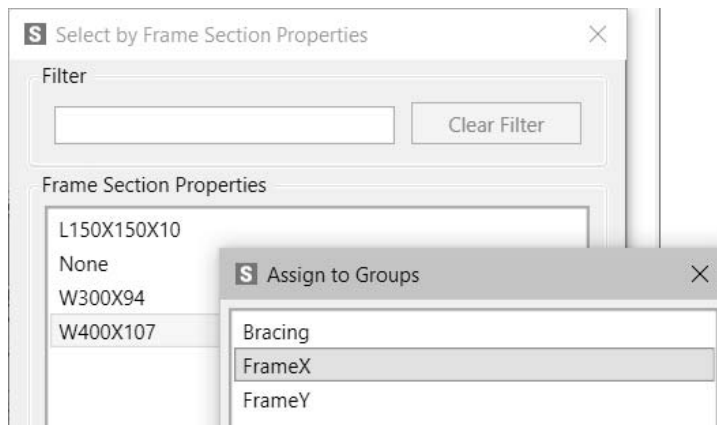 S Select by Frame Section Properties
Filter
Clear Filter
Frame Section Properties
L150X150X10
None
W300X94
W400X107
S Assign to Groups
Bracing
FrameX
FrameY